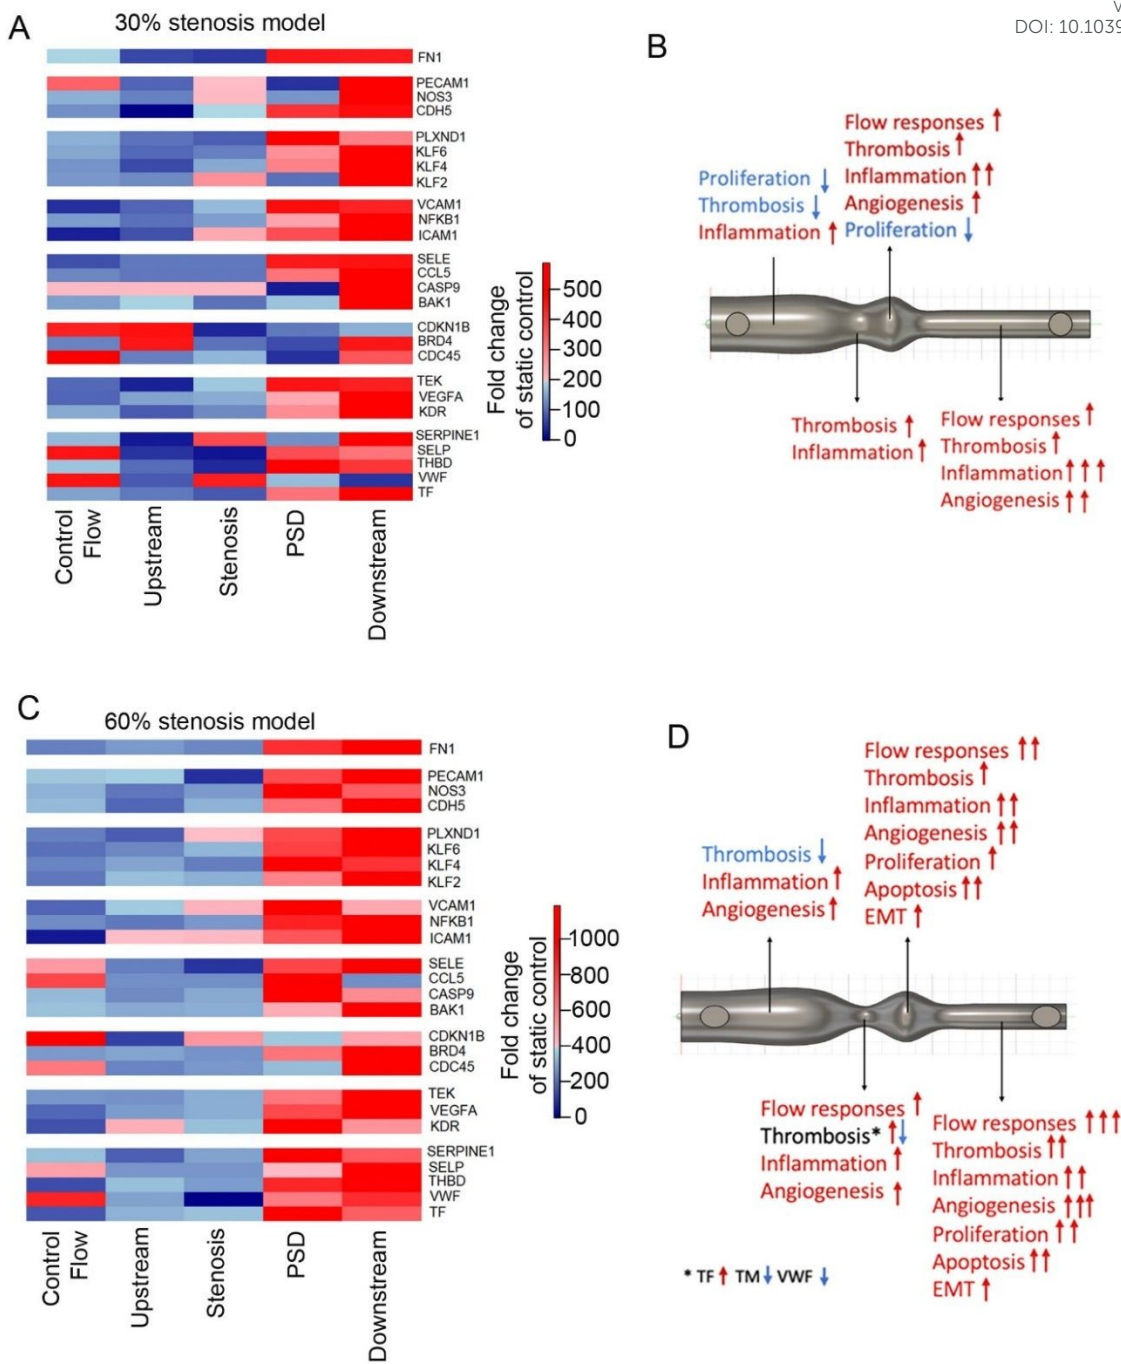 V
DOI: 10.1039
A
30% stenosis model
FN1
PECAM1
NOS3
CDH5
PLXND1
KLF6
KLF4
KLF2
VCAM1
NFKB1
ICAM1
SELE
CCL5
CASP9
BAK1
CDKN1B
BRD4
CDC45
TEK
VEGFA
KDR
SERPINE1
SELP
THBD
VWF
TF
Control
Flow
Upstream
Stenosis
PSD
Downstream
Fold change
of static control
500
400
300
200
100
0
B
Proliferation ↓
Thrombosis ↓
Inflammation ↑
Flow responses ↑
Thrombosis ↑
Inflammation ↑↑
Angiogenesis ↑
Proliferation ↓
Thrombosis ↑
Inflammation ↑
Flow responses ↑
Thrombosis ↑
Inflammation ↑↑↑
Angiogenesis ↑↑
C
60% stenosis model
FN1
PECAM1
NOS3
CDH5
PLXND1
KLF6
KLF4
KLF2
VCAM1
NFKB1
ICAM1
SELE
CCL5
CASP9
BAK1
CDKN1B
BRD4
CDC45
TEK
VEGFA
KDR
SERPINE1
SELP
THBD
VWF
TF
Control
Flow
Upstream
Stenosis
PSD
Downstream
Fold change
of static control
1000
800
600
400
200
0
D
Thrombosis ↓
Inflammation ↑
Angiogenesis ↑
Flow responses ↑↑
Thrombosis ↑
Inflammation ↑↑
Angiogenesis ↑↑
Proliferation ↑
Apoptosis ↑↑
EMT ↑
Flow responses ↑
Thrombosis* ↑↓
Inflammation ↑
Angiogenesis ↑
Flow responses ↑↑↑
Thrombosis ↑↑
Inflammation ↑↑
Angiogenesis ↑↑↑
Proliferation ↑↑
Apoptosis ↑↑
EMT ↑
* TF ↑ TM ↓ VWF ↓